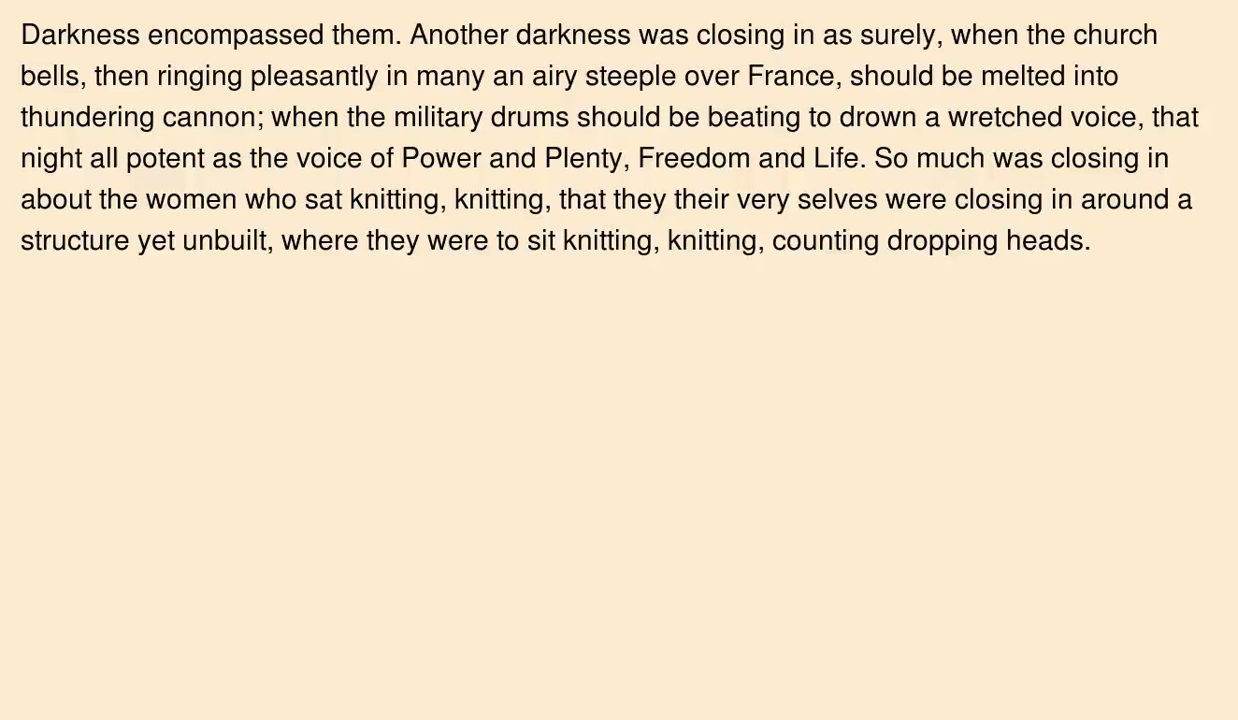 Darkness encompassed them. Another darkness was closing in as surely, when the church
bells, then ringing pleasantly in many an airy steeple over France, should be melted into
thundering cannon; when the military drums should be beating to drown a wretched voice, that
night all potent as the voice of Power and Plenty, Freedom and Life. So much was closing in
about the women who sat knitting, knitting, that they their very selves were closing in around a
structure yet unbuilt, where they were to sit knitting, knitting, counting dropping heads.